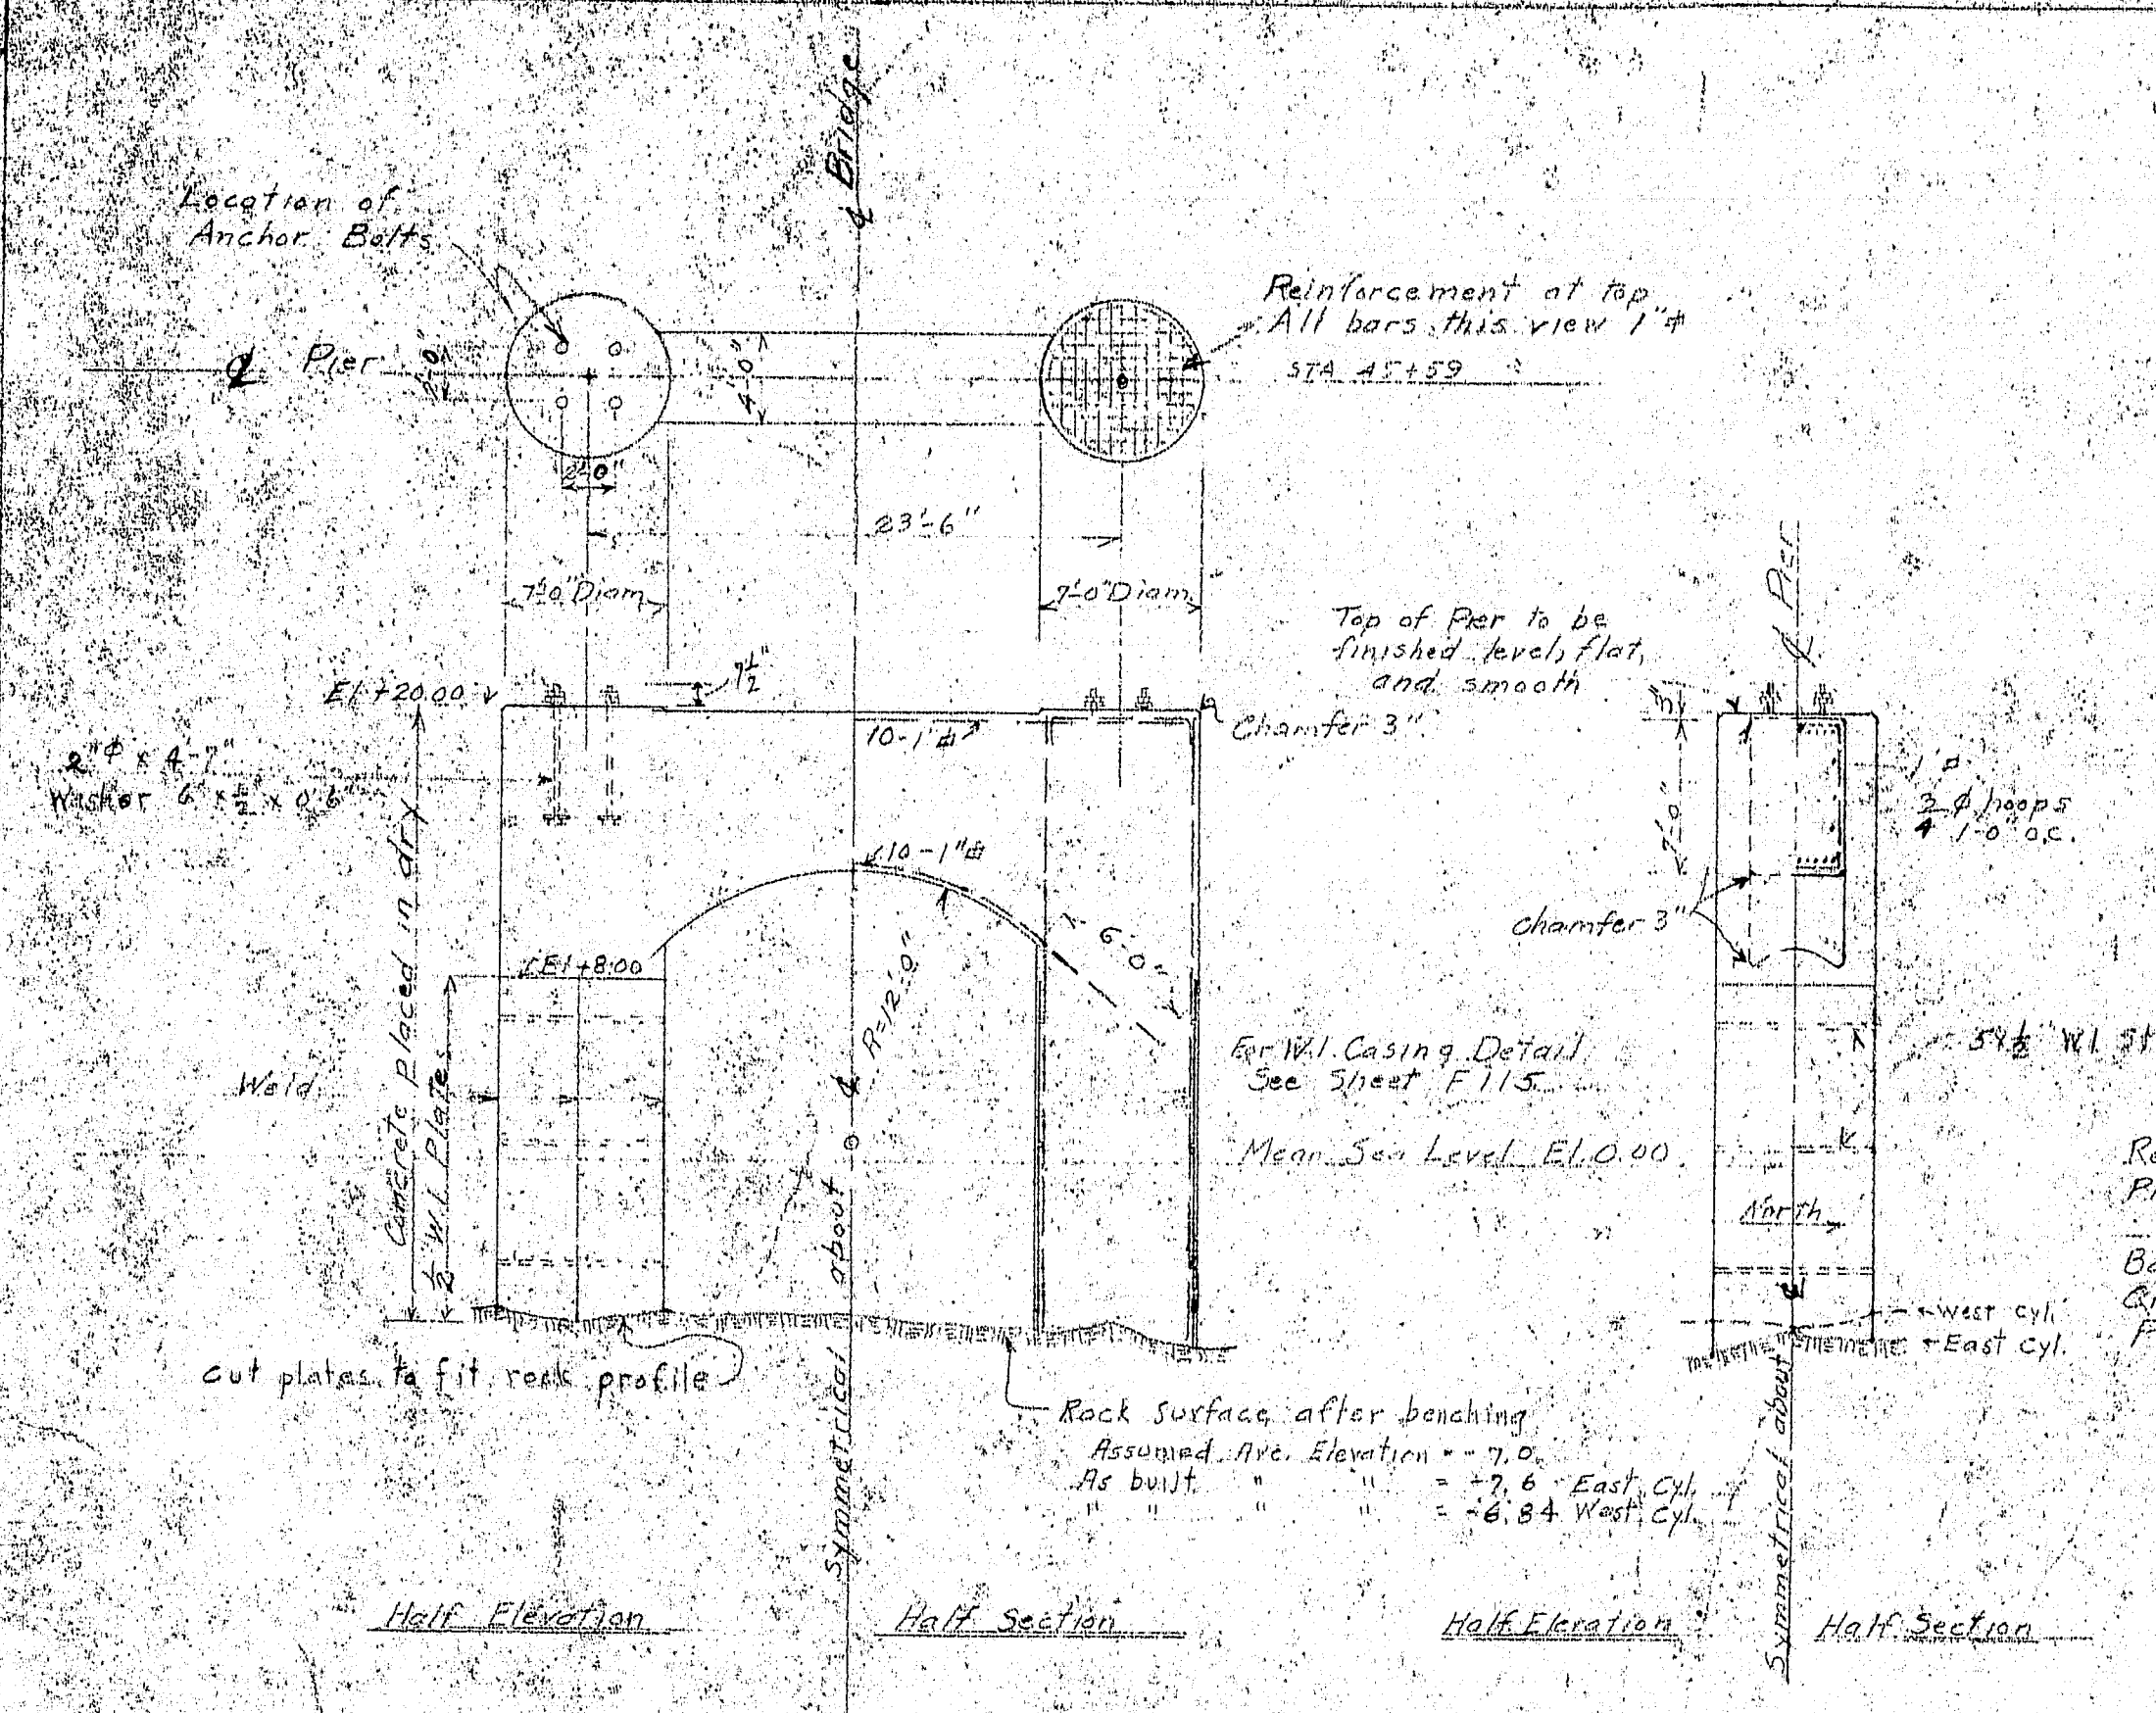 ℄ Bridge
Location of
Anchor Bolts
℄ Pier
2'-0"
4'-0"
2'-0"
Reinforcement at top
All bars this view 1"⌽
STA 45+59
23'-6"
7'-0" Diam.
7'-0" Diam.
Top of Pier to be
finished level, flat,
and smooth
℄ Pier
El. +20.00
7½"
10-1"⌽
Chamfer 3"
3"
2"Φ x 4'-7"
Washer 6" x ½" x 0'6"
Concrete placed in dry
½" W.I. Plates
10-1"⌽
7'-0"
1"⌽
¾ Φ hoops
1'-0" o.c.
Chamfer 3"
El +8.00
R=12'-0"
6'-0"
Weld
For W.I. Casing Detail
See Sheet F115
Mean Sea Level El. 0.00
W.I.
North
West Cyl.
East Cyl.
Cut plates to fit rock profile
Symmetrical about ℄
Rock Surface after benching
Assumed Ave. Elevation = -7.0
As built " " = -7.6 East Cyl.
" " " " = -6.84 West Cyl.
Symmetrical about ℄
Half Elevation
Half Section
Half Elevation
Half Section